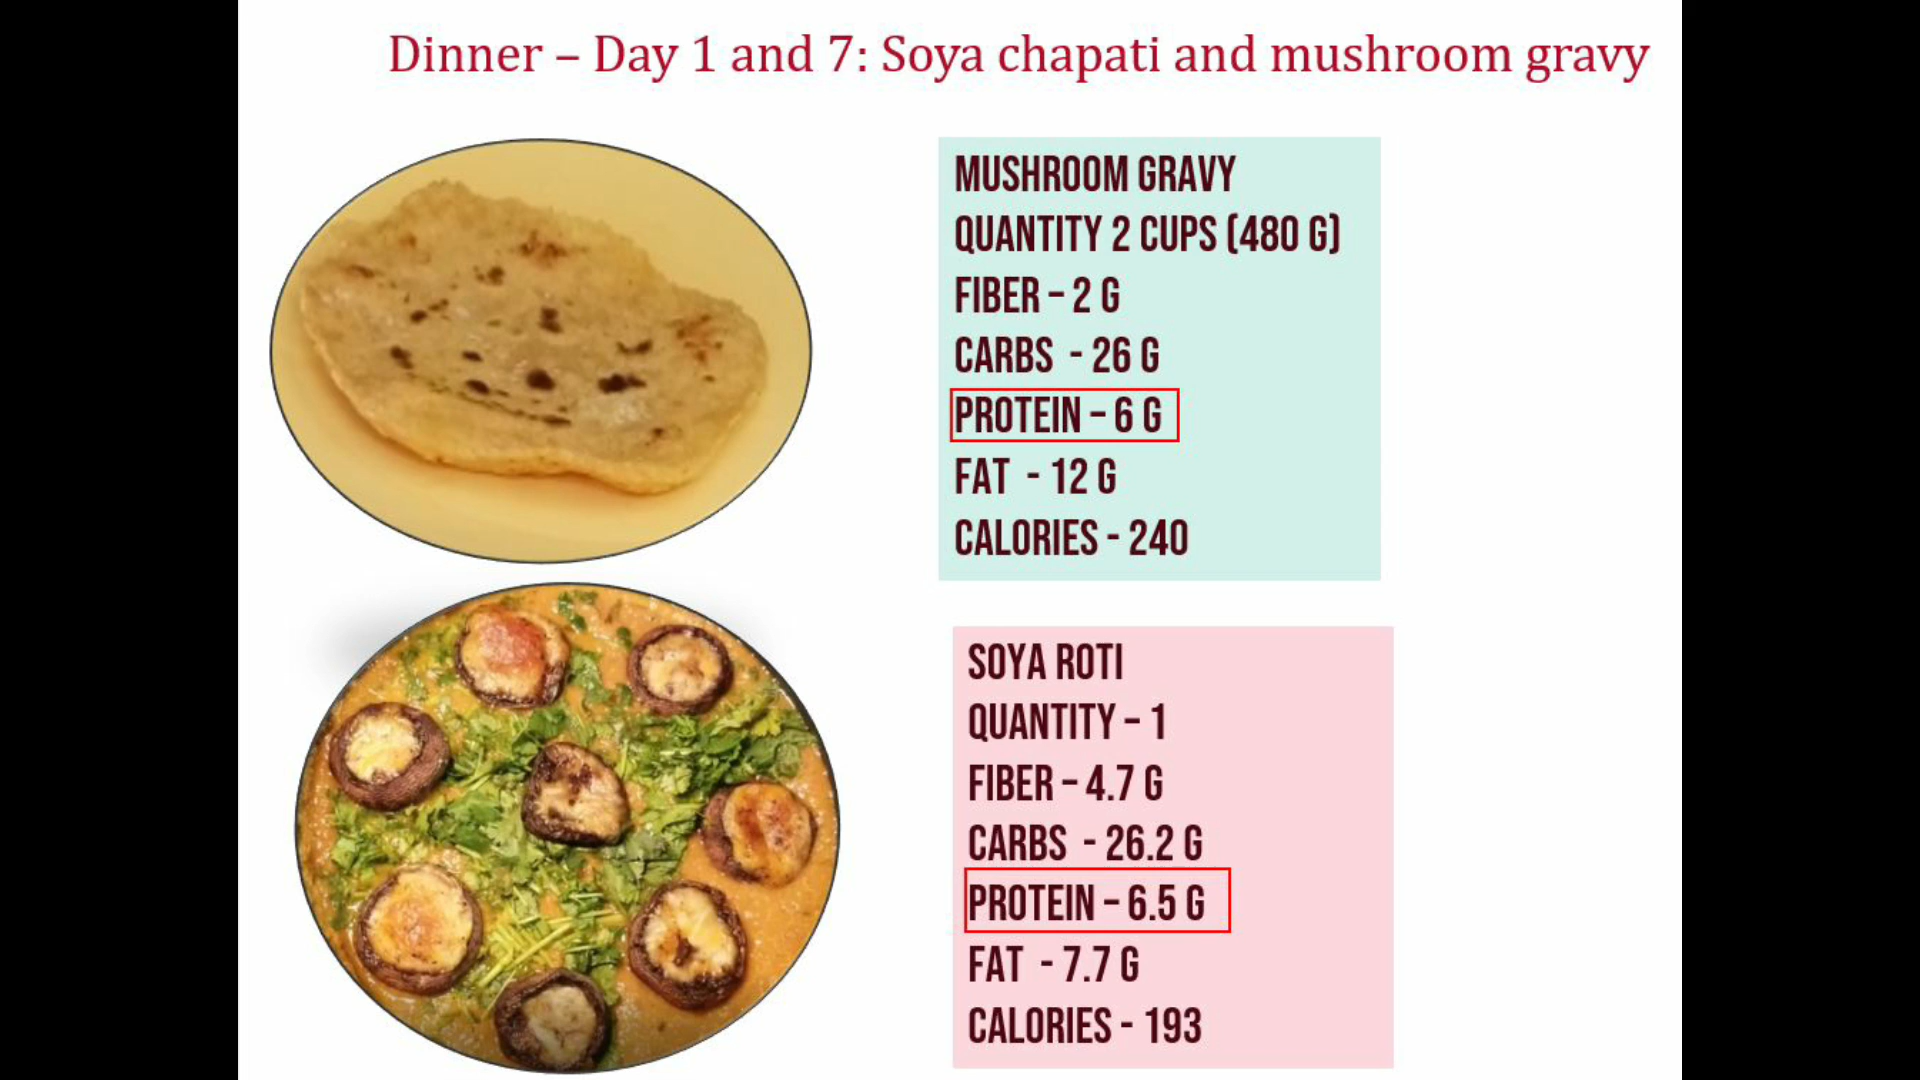 Dinner – Day 1 and 7: Soya chapati and mushroom gravy
MUSHROOM GRAVY
QUANTITY 2 CUPS (480 G)
FIBER – 2 G
CARBS - 26 G
PROTEIN – 6 G
FAT - 12 G
CALORIES - 240
SOYA ROTI
QUANTITY – 1
FIBER – 4.7 G
CARBS - 26.2 G
PROTEIN – 6.5 G
FAT - 7.7 G
CALORIES - 193